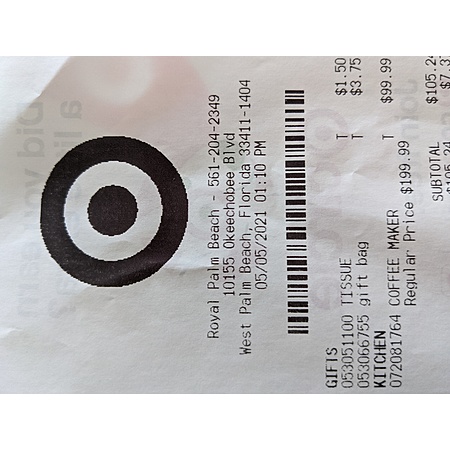 Royal Palm Beach - 561-204-2349
10155 Okeechobee Blvd
West Palm Beach, Florida 33411-1404
05/05/2021 01:10 PM
GIFTS
053051100 TISSUE T $1.50
053066755 gift bag T $3.75
KITCHEN
072081764 COFFEE MAKER T $99.99
Regular Price $199.99
SUBTOTAL $105.24